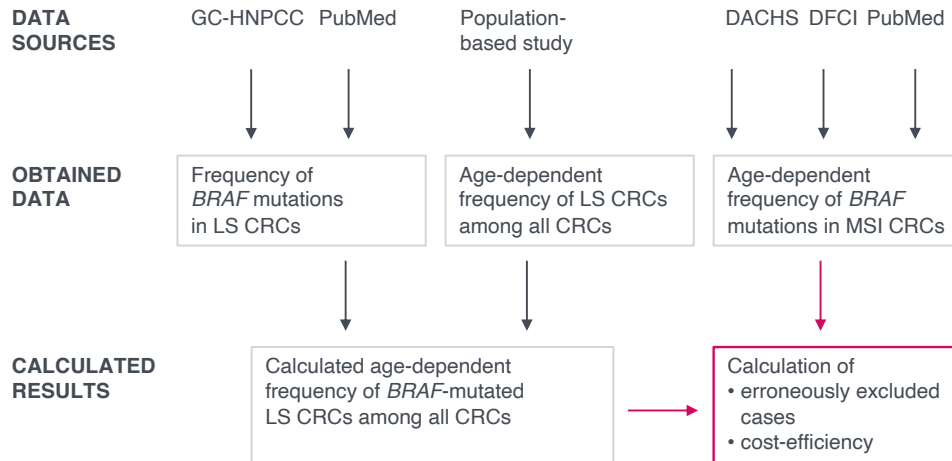 DATA
SOURCES
GC-HNPCC PubMed
Population-
based study
DACHS DFCI PubMed
OBTAINED
DATA
Frequency of
BRAF mutations
in LS CRCs
Age-dependent
frequency of LS CRCs
among all CRCs
Age-dependent
frequency of BRAF
mutations in MSI CRCs
CALCULATED
RESULTS
Calculated age-dependent
frequency of BRAF-mutated
LS CRCs among all CRCs
Calculation of
• erroneously excluded
cases
• cost-efficiency